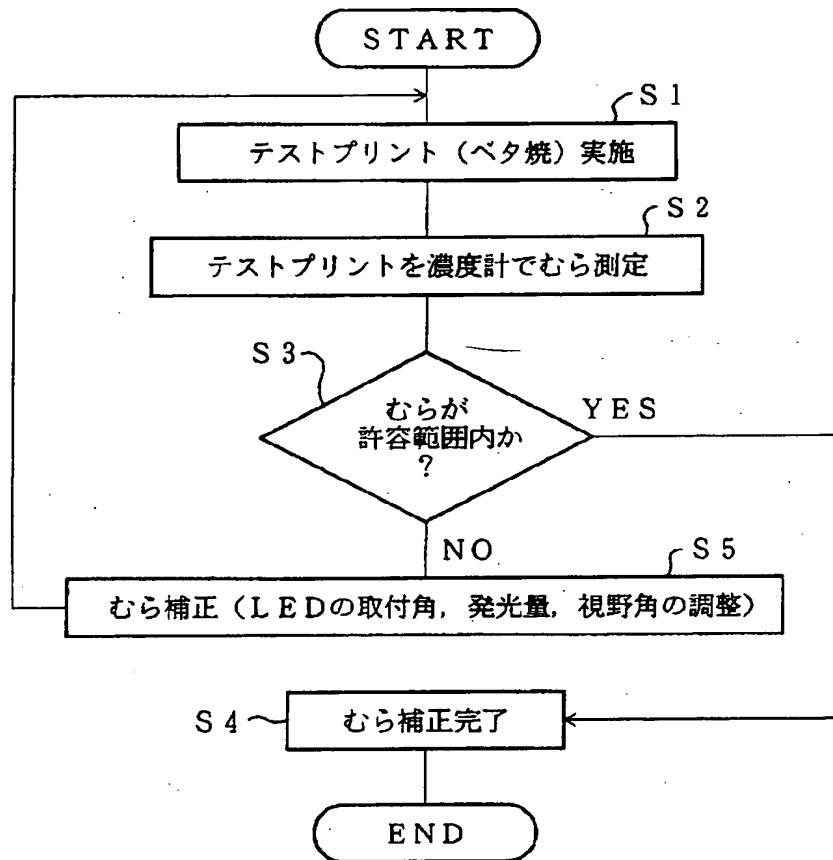 START
S1
テストプリント(ベタ焼)実施
S2
テストプリントを濃度計でむら測定
S3
むらが
許容範囲内か
?
YES
NO
S5
むら補正(LEDの取付角,発光量,視野角の調整)
S4
むら補正完了
END